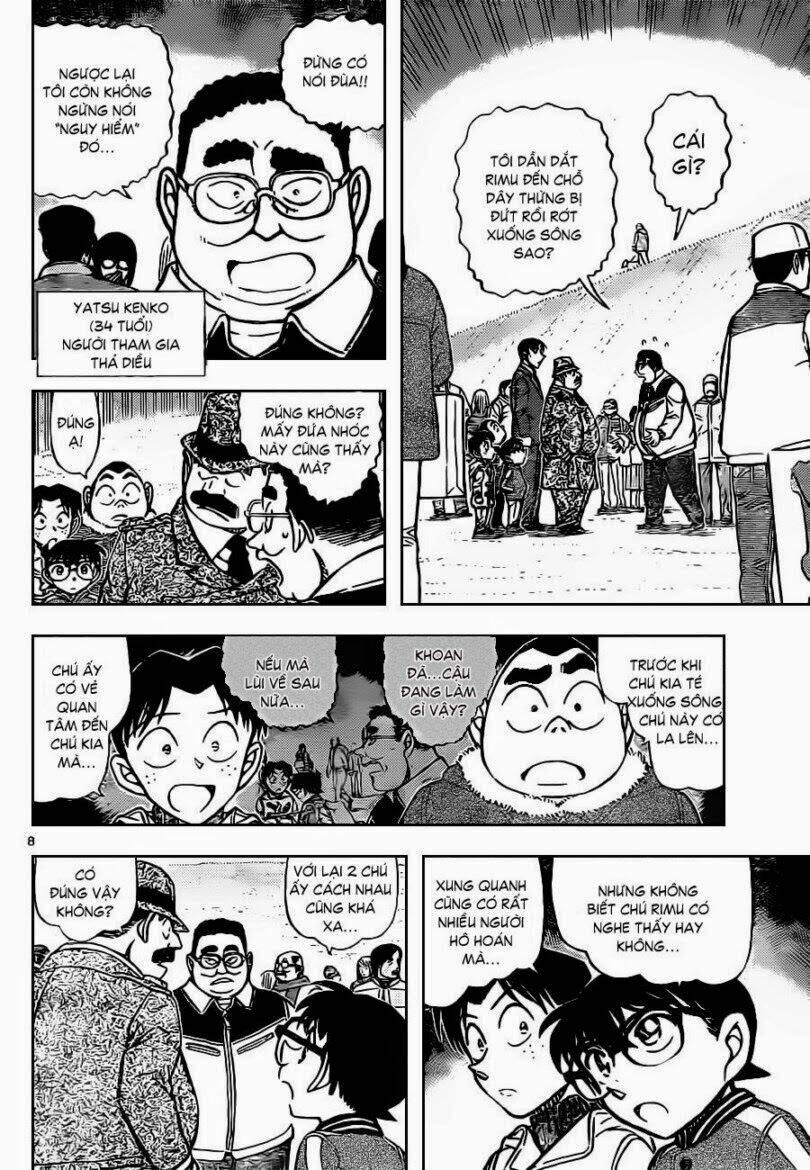 CÁI
GÌ?
TÔI DẪN DẮT
RIMU ĐẾN CHỖ
DÂY THỪNG BỊ
ĐỨT RỒI RỚT
XUỐNG SÔNG
SAO?
ĐỪNG CÓ
NÓI ĐÙA!!
NGƯỢC LẠI
TÔI CÒN KHÔNG
NGỪNG NÓI
"NGUY HIỂM"
ĐÓ...
YATSU KENKO
(34 TUỔI)
NGƯỜI THAM GIA
THẢ DIỀU
ĐÚNG KHÔNG?
MẤY ĐỨA NHÓC
NÀY CŨNG THẤY
MÀ?
ĐÚNG
Ạ!
TRƯỚC KHI
CHÚ KIA TÉ
XUỐNG SÔNG
CHÚ NÀY CÓ
LA LÊN...
KHOAN
ĐÃ...CẬU
ĐANG LÀM
GÌ VẬY?
NẾU MÀ
LÙI VỀ SAU
NỮA...
CHÚ ẤY
CÓ VẺ
QUAN
TÂM ĐẾN
CHÚ KIA
MÀ...
8
NHƯNG KHÔNG
BIẾT CHÚ RIMU CÓ
NGHE THẤY HAY
KHÔNG...
XUNG QUANH
CŨNG CÓ RẤT
NHIỀU NGƯỜI
HÔ HOÁN
MÀ...
VỚI LẠI 2 CHÚ
ẤY CÁCH NHAU
CŨNG KHÁ
XA...
CÓ
ĐÚNG VẬY
KHÔNG?